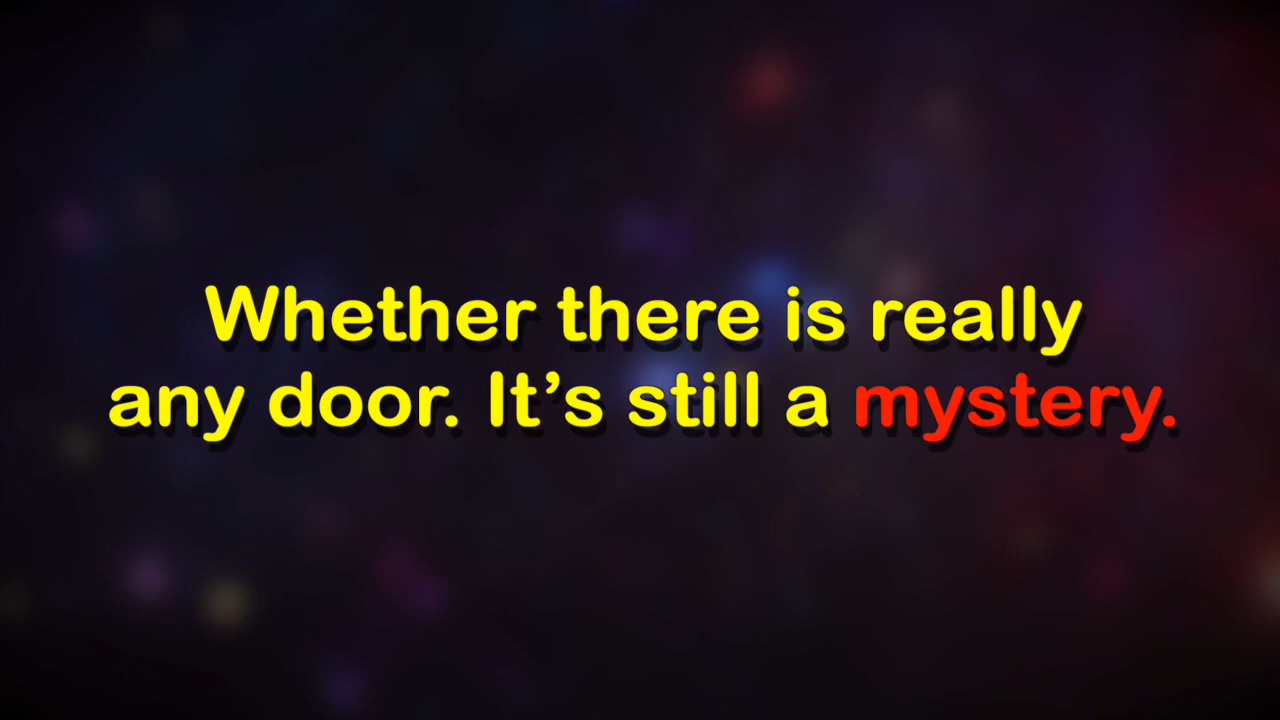 Whether there is really
any door. It’s still a mystery.